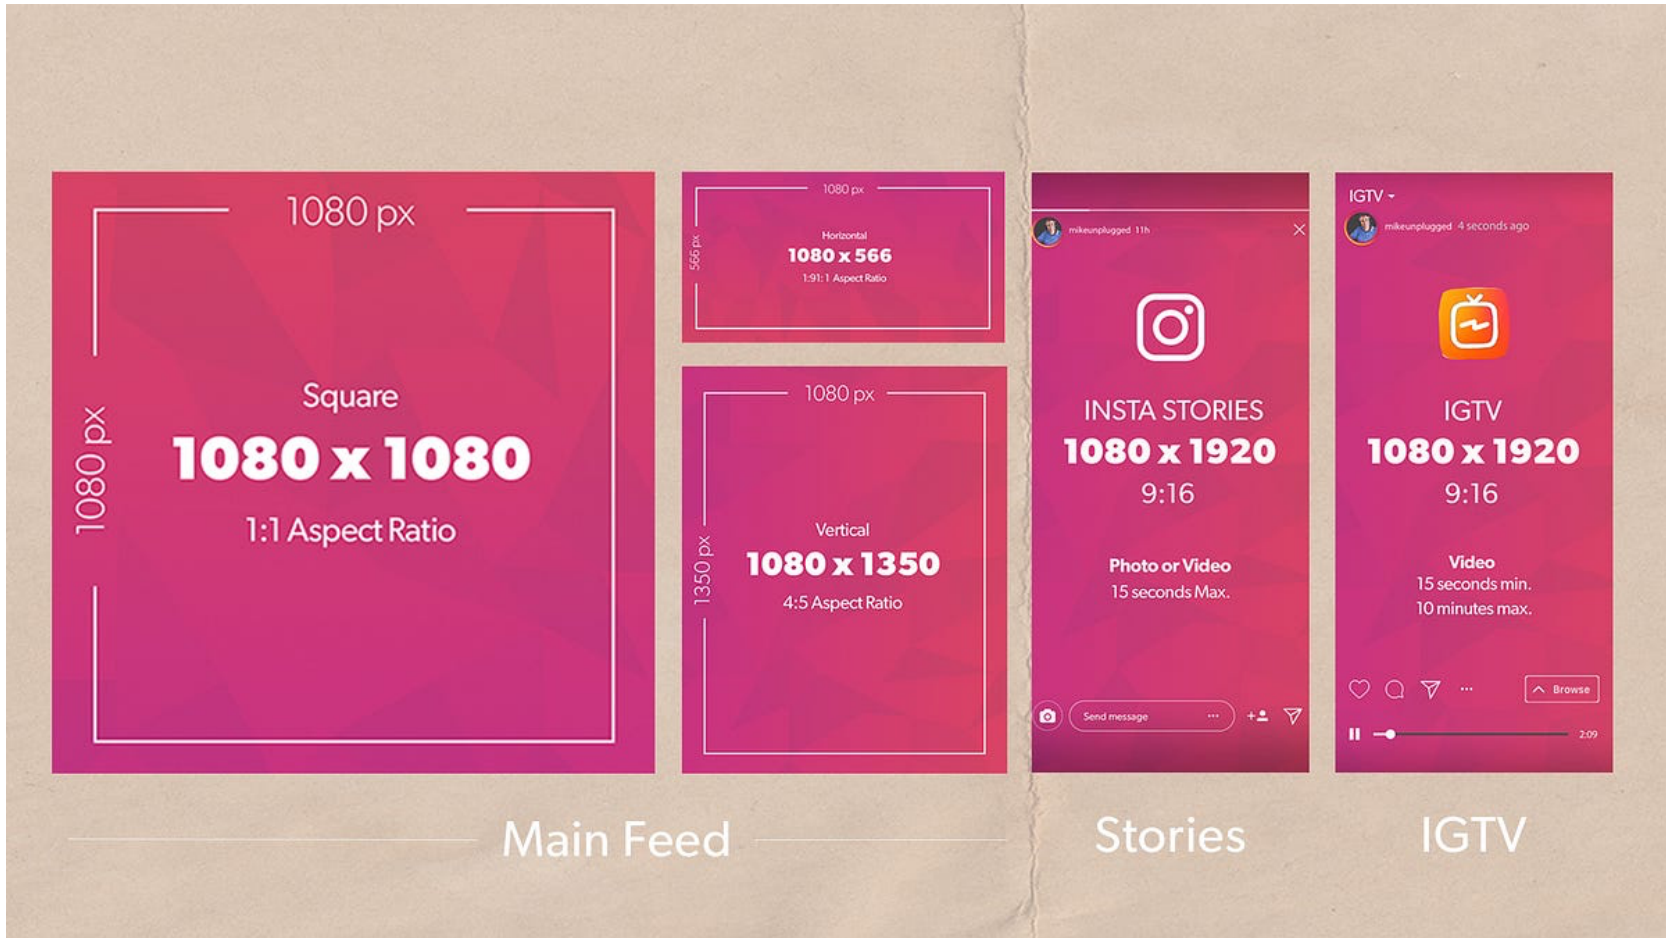 1080 px
1080 px
Square
1080 x 1080
1:1 Aspect Ratio
1080 px
566 px
Horizontal
1080 x 566
1:91:1 Aspect Ratio
1080 px
1350 px
Vertical
1080 x 1350
4:5 Aspect Ratio
Main Feed
mikeunplugged 11h
INSTA STORIES
1080 x 1920
9:16
Photo or Video
15 seconds Max.
Send message
Stories
IGTV
mikeunplugged 4 seconds ago
IGTV
1080 x 1920
9:16
Video
15 seconds min.
10 minutes max.
Browse
2:09
IGTV